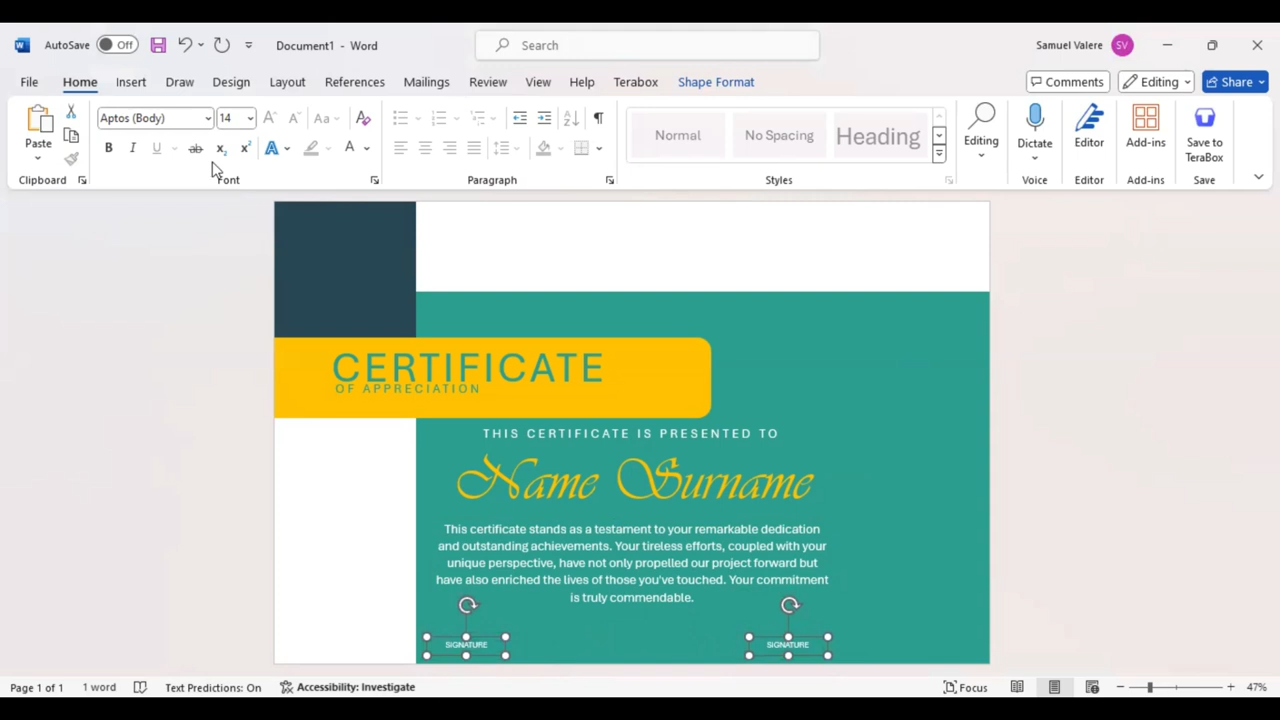 AutoSave Off Document1 - Word Search Samuel Valere SV
File Home Insert Draw Design Layout References Mailings Review View Help Terabox Shape Format Comments Editing Share
Aptos (Body) 14 Aa Normal No Spacing Heading
Paste B I U ab x2 x2 A A Editing Dictate Editor Add-ins Save to TeraBox
Clipboard Font Paragraph Styles Voice Editor Add-ins Save
CERTIFICATE
OF APPRECIATION
THIS CERTIFICATE IS PRESENTED TO
Name Surname
This certificate stands as a testament to your remarkable dedication
and outstanding achievements. Your tireless efforts, coupled with your
unique perspective, have not only propelled our project forward but
have also enriched the lives of those you've touched. Your commitment
is truly commendable.
SIGNATURE SIGNATURE
Page 1 of 1 1 word Text Predictions: On Accessibility: Investigate Focus 47%